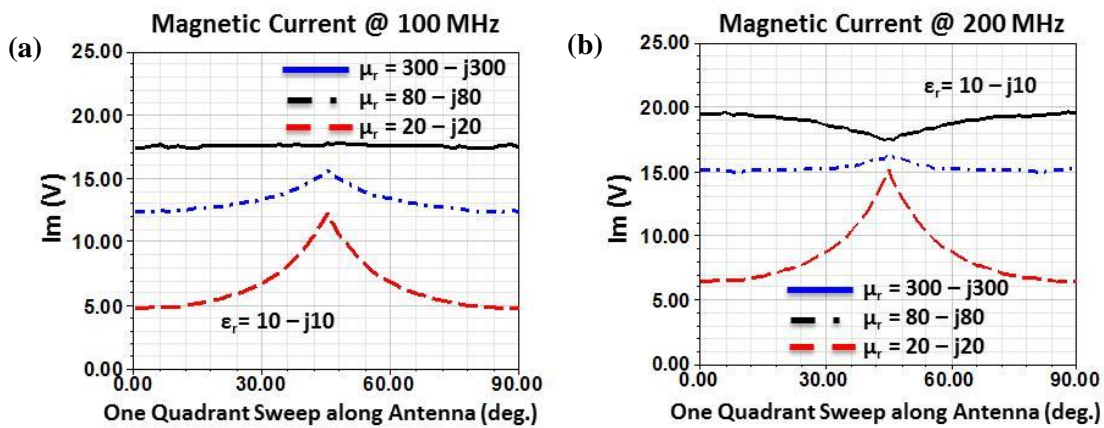 (a)
Magnetic Current @ 100 MHz
25.00
20.00
15.00
10.00
5.00
0.00
Im (V)
μr = 300 – j300
μr = 80 – j80
μr = 20 – j20
εr= 10 – j10
0.00 30.00 60.00 90.00
One Quadrant Sweep along Antenna (deg.)
(b)
Magnetic Current @ 200 MHz
25.00
20.00
15.00
10.00
5.00
0.00
Im (V)
εr= 10 – j10
μr = 300 – j300
μr = 80 – j80
μr = 20 – j20
0.00 30.00 60.00 90.00
One Quadrant Sweep along Antenna (deg.)